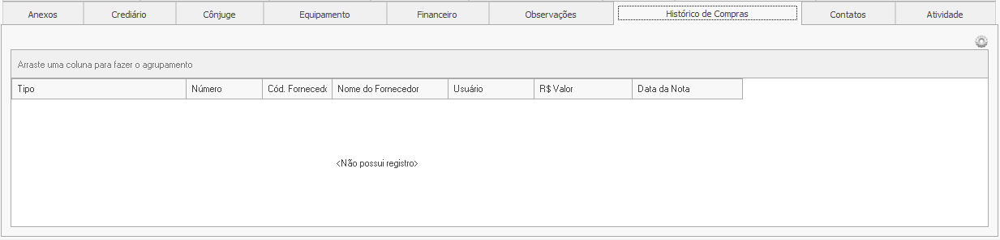 Anexos Crediário Cônjuge Equipamento Financeiro Observações Histórico de Compras Contatos Atividade
Arraste uma coluna para fazer o agrupamento
Tipo Número Cód. Fornecedo Nome do Fornecedor Usuário R$ Valor Data da Nota
<Não possui registro>